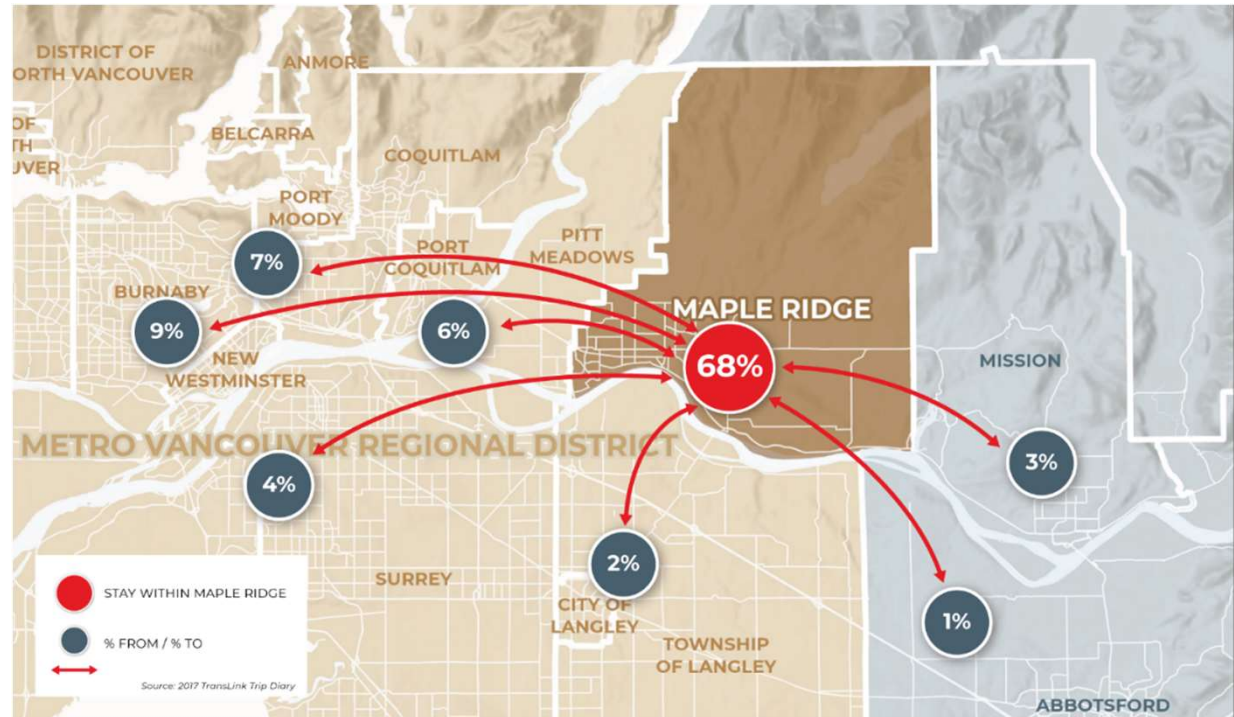 DISTRICT OF
ORTH VANCOUVER
ANMORE
OF
TH
UVER
BELCARRA
COQUITLAM
PORT
MOODY
PITT
MEADOWS
PORT
COQUITLAM
7%
BURNABY
9%
6%
MAPLE RIDGE
68%
NEW
WESTMINSTER
MISSION
METRO VANCOUVER REGIONAL DISTRICT
3%
4%
2%
SURREY
CITY OF
LANGLEY
1%
TOWNSHIP
OF LANGLEY
ABBOTSFORD
STAY WITHIN MAPLE RIDGE
% FROM / % TO
Source: 2017 TransLink Trip Diary